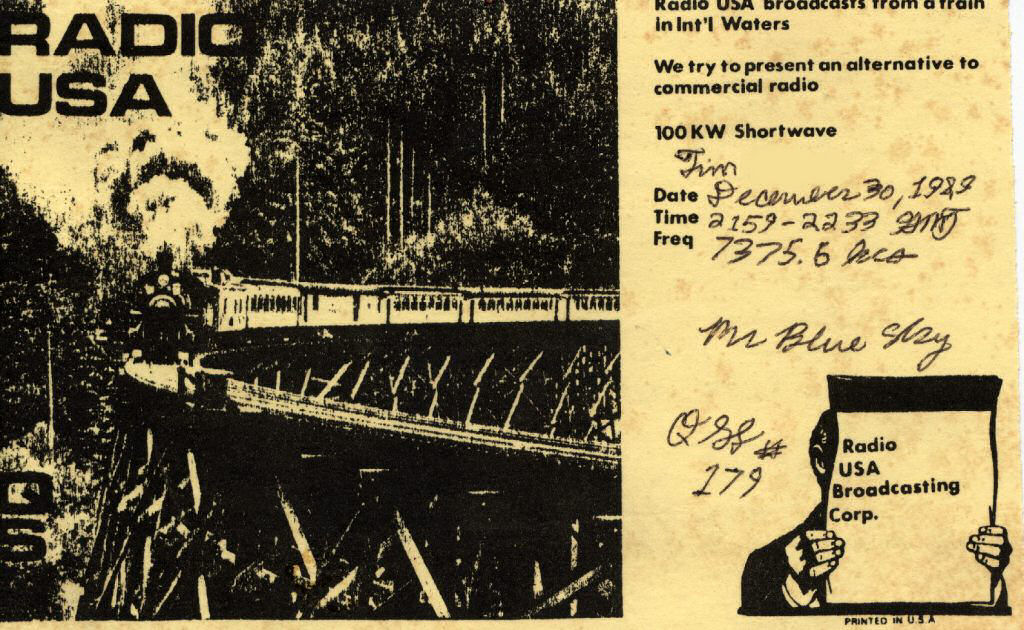 RADIO
USA
Q
S
Radio USA broadcasts from a train
in Int'l Waters
We try to present an alternative to
commercial radio
100KW Shortwave
Tim
Date December 30, 1989
Time 2159-2233 GMT
Freq 7375.6 kcs
Mr Blue Sky
QSL #
179
Radio
USA
Broadcasting
Corp.
PRINTED IN U.S.A